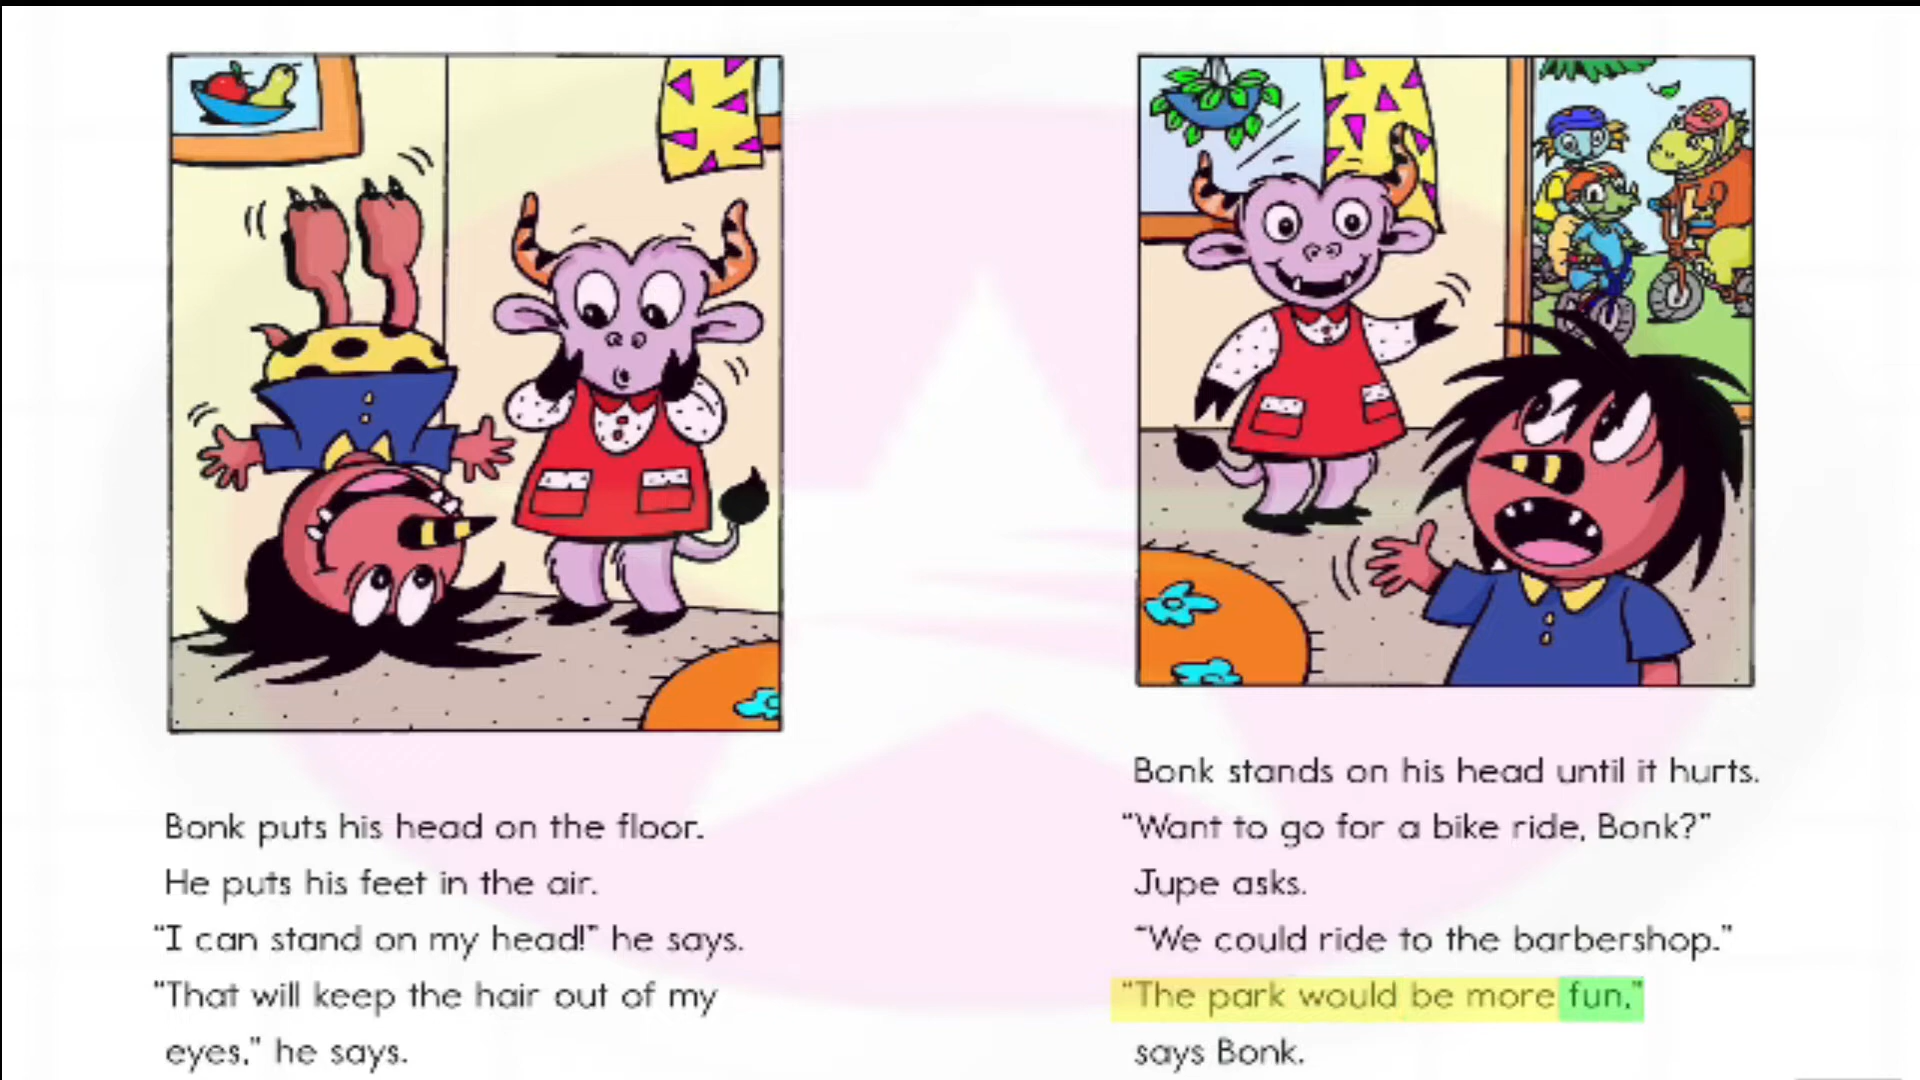 Bonk puts his head on the floor.
He puts his feet in the air.
“I can stand on my head!” he says.
“That will keep the hair out of my
eyes,” he says.
Bonk stands on his head until it hurts.
“Want to go for a bike ride, Bonk?”
Jupe asks.
“We could ride to the barbershop.”
“The park would be more fun,”
says Bonk.